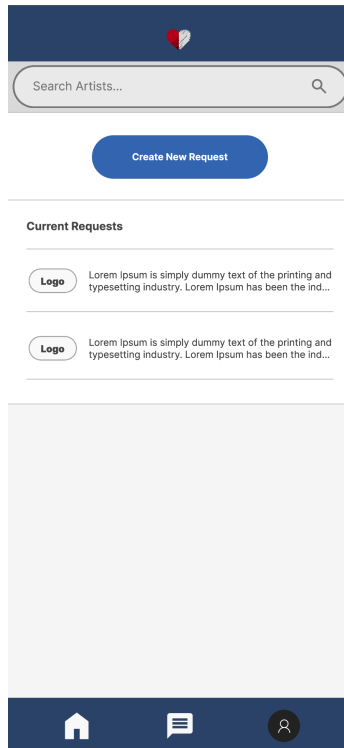 Search Artists...
Create New Request
Current Requests
Logo
Lorem Ipsum is simply dummy text of the printing and
typesetting industry. Lorem Ipsum has been the ind...
Logo
Lorem Ipsum is simply dummy text of the printing and
typesetting industry. Lorem Ipsum has been the ind...